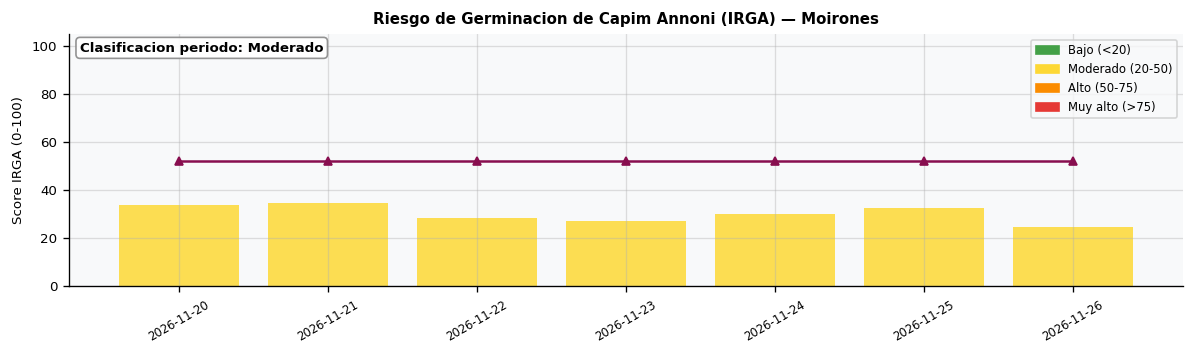 Riesgo de Germinacion de Capim Annoni (IRGA) — Moirones
Clasificacion periodo: Moderado
Bajo (<20)
Moderado (20-50)
Alto (50-75)
Muy alto (>75)
Score IRGA (0-100)
100
80
60
40
20
0
2026-11-20
2026-11-21
2026-11-22
2026-11-23
2026-11-24
2026-11-25
2026-11-26